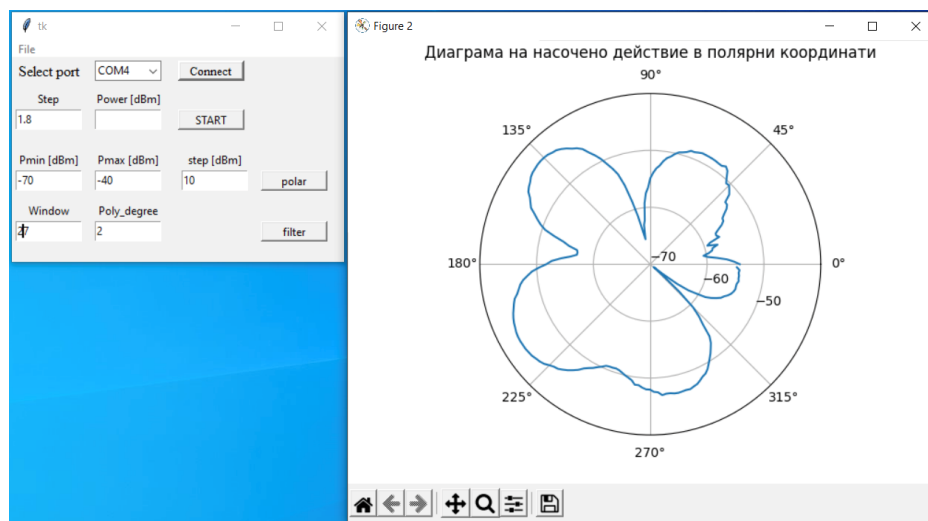 tk
File
Select port COM4 Connect
Step Power [dBm]
1.8 START
Pmin [dBm] Pmax [dBm] step [dBm]
-70 -40 10 polar
Window Poly_degree
27 2 filter
Figure 2
Диаграма на насочено действие в полярни координати
90°
135° 45°
180° −70 0°
−60
−50
225° 315°
270°